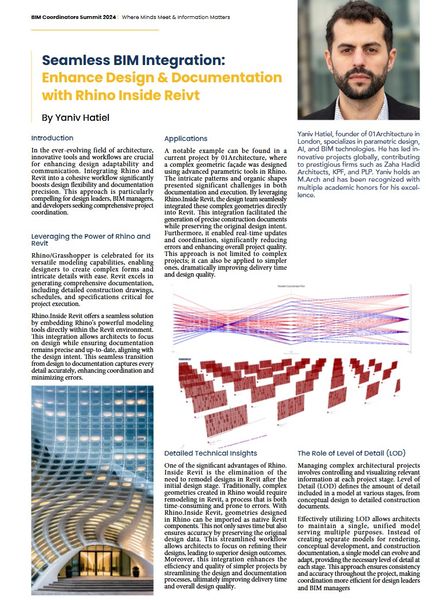 BIM Coordinators Summit 2024 | Where Minds Meet & Information Matters
Seamless BIM Integration:
Enhance Design & Documentation
with Rhino Inside Reivt
By Yaniv Hatiel
Yaniv Hatiel, founder of 01Architecture in
London, specializes in parametric design,
AI, and BIM technologies. He has led in-
novative projects globally, contributing
to prestigious firms such as Zaha Hadid
Architects, KPF, and PLP. Yaniv holds an
M.Arch and has been recognized with
multiple academic honors for his excel-
lence.
Introduction
In the ever-evolving field of architecture,
innovative tools and workflows are crucial
for enhancing design adaptability and
communication. Integrating Rhino and
Revit into a cohesive workflow significantly
boosts design flexibility and documentation
precision. This approach is particularly
compelling for design leaders, BIM managers,
and developers seeking comprehensive project
coordination.
Leveraging the Power of Rhino and
Revit
Rhino/Grasshopper is celebrated for its
versatile modeling capabilities, enabling
designers to create complex forms and
intricate details with ease. Revit excels in
generating comprehensive documentation,
including detailed construction drawings,
schedules, and specifications critical for
project execution.
Rhino.Inside Revit offers a seamless solution
by embedding Rhino's powerful modeling
tools directly within the Revit environment.
This integration allows architects to focus
on design while ensuring documentation
remains precise and up-to-date, aligning with
the design intent. This seamless transition
from design to documentation captures every
detail accurately, enhancing coordination and
minimizing errors.
Applications
A notable example can be found in a
current project by 01Architecture, where
a complex geometric façade was designed
using advanced parametric tools in Rhino.
The intricate patterns and organic shapes
presented significant challenges in both
documentation and execution. By leveraging
Rhino.Inside Revit, the design team seamlessly
integrated these complex geometries directly
into Revit. This integration facilitated the
generation of precise construction documents
while preserving the original design intent.
Furthermore, it enabled real-time updates
and coordination, significantly reducing
errors and enhancing overall project quality.
This approach is not limited to complex
projects; it can also be applied to simpler
ones, dramatically improving delivery time
and design quality.
Detailed Technical Insights
One of the significant advantages of Rhino.
Inside Revit is the elimination of the
need to remodel designs in Revit after the
initial design stage. Traditionally, complex
geometries created in Rhino would require
remodeling in Revit, a process that is both
time-consuming and prone to errors. With
Rhino.Inside Revit, geometries designed
in Rhino can be imported as native Revit
components. This not only saves time but also
ensures accuracy by preserving the original
design data. This streamlined workflow
allows architects to focus on refining their
designs, leading to superior design outcomes.
Moreover, this integration enhances the
efficiency and quality of simpler projects by
streamlining the design and documentation
processes, ultimately improving delivery time
and overall design quality.
The Role of Level of Detail (LOD)
Managing complex architectural projects
involves controlling and visualizing relevant
information at each project stage. Level of
Detail (LOD) defines the amount of detail
included in a model at various stages, from
conceptual design to detailed construction
documents.
Effectively utilizing LOD allows architects
to maintain a single, unified model
serving multiple purposes. Instead of
creating separate models for rendering,
conceptual development, and construction
documentation, a single model can evolve and
adapt, providing the necessary level of detail at
each stage. This approach ensures consistency
and accuracy throughout the project, making
coordination more efficient for design leaders
and BIM managers